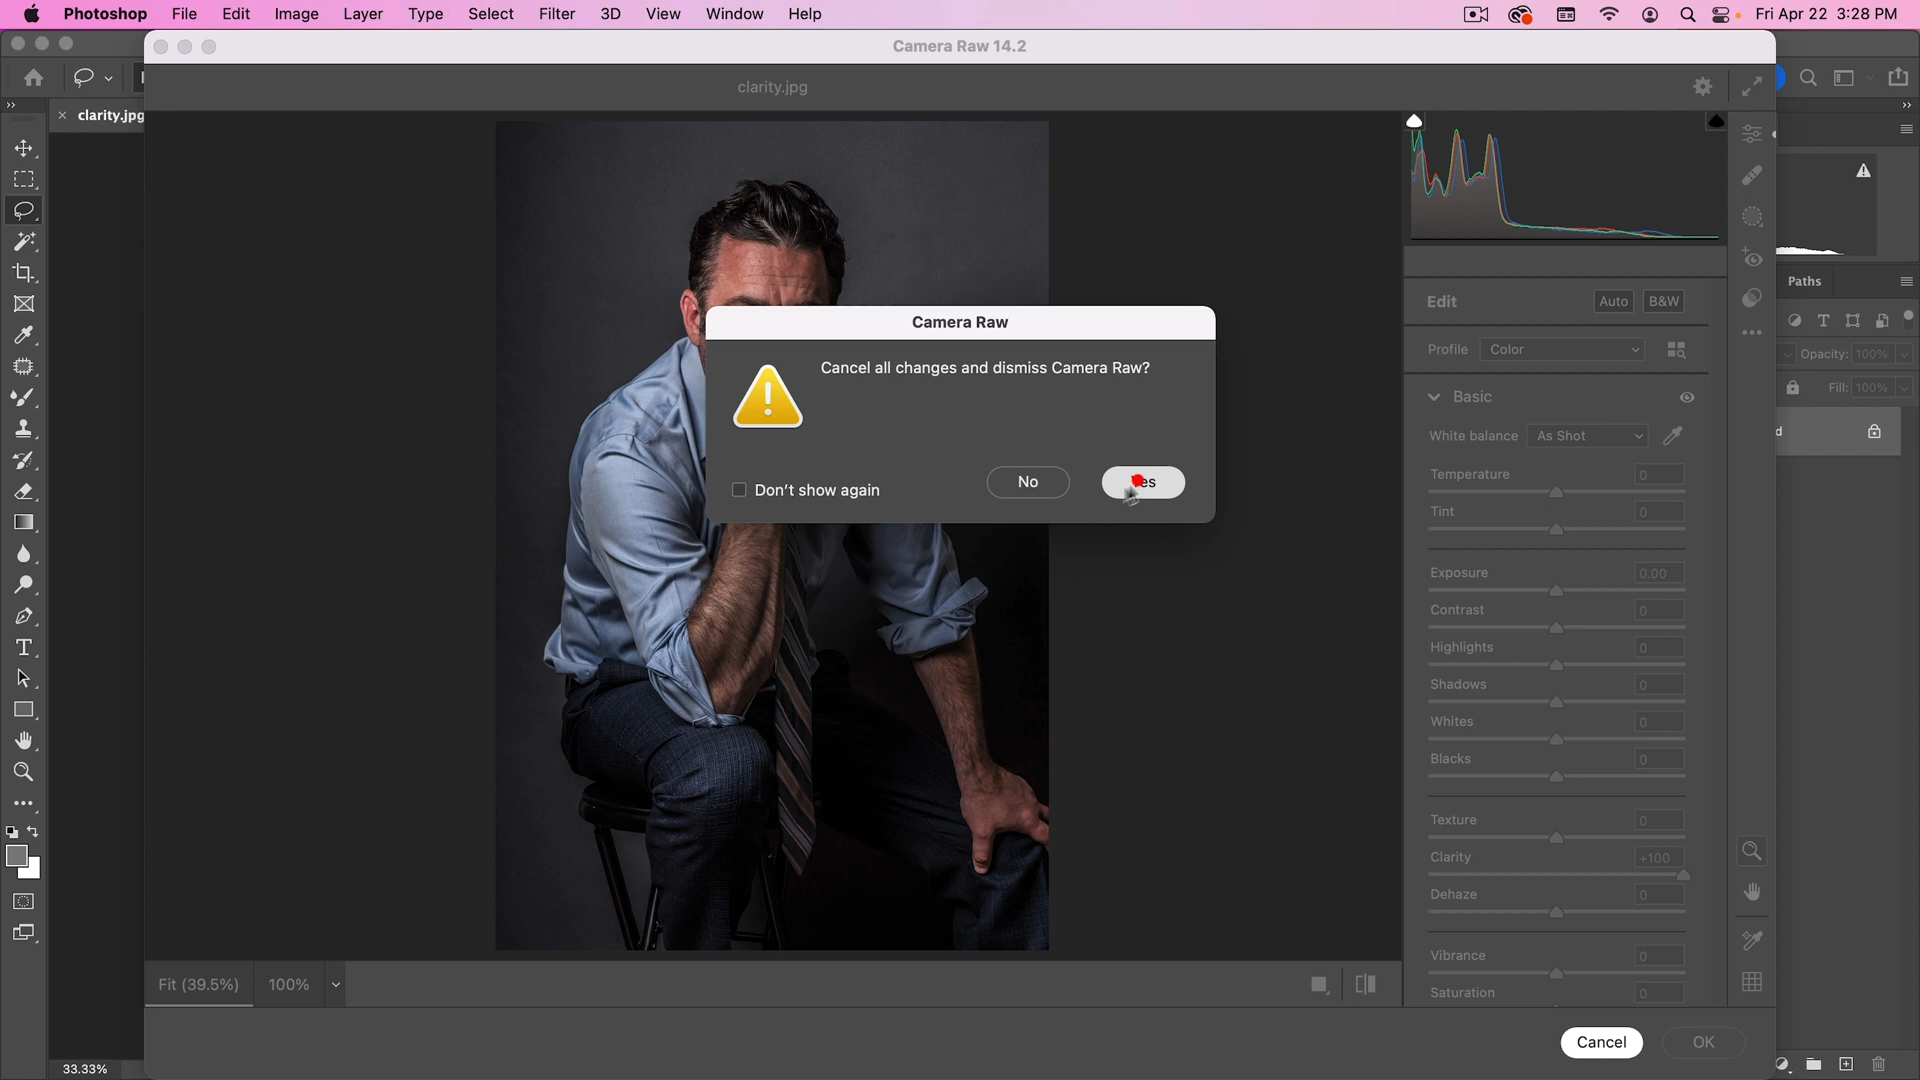 Photoshop File Edit Image Layer Type Select Filter 3D View Window Help Fri Apr 22 3:28 PM
Camera Raw 14.2
clarity.jpg
clarity.jpg
Paths
Edit Auto B&W
Profile Color
Opacity: 100%
Fill: 100%
Basic
White balance As Shot
Temperature 0
Tint 0
Exposure 0.00
Contrast 0
Highlights 0
Shadows 0
Whites 0
Blacks 0
Texture 0
Clarity +100
Dehaze 0
Vibrance 0
Saturation 0
Camera Raw
Cancel all changes and dismiss Camera Raw?
Don't show again No
Fit (39.5%) 100%
Cancel OK
33.33%